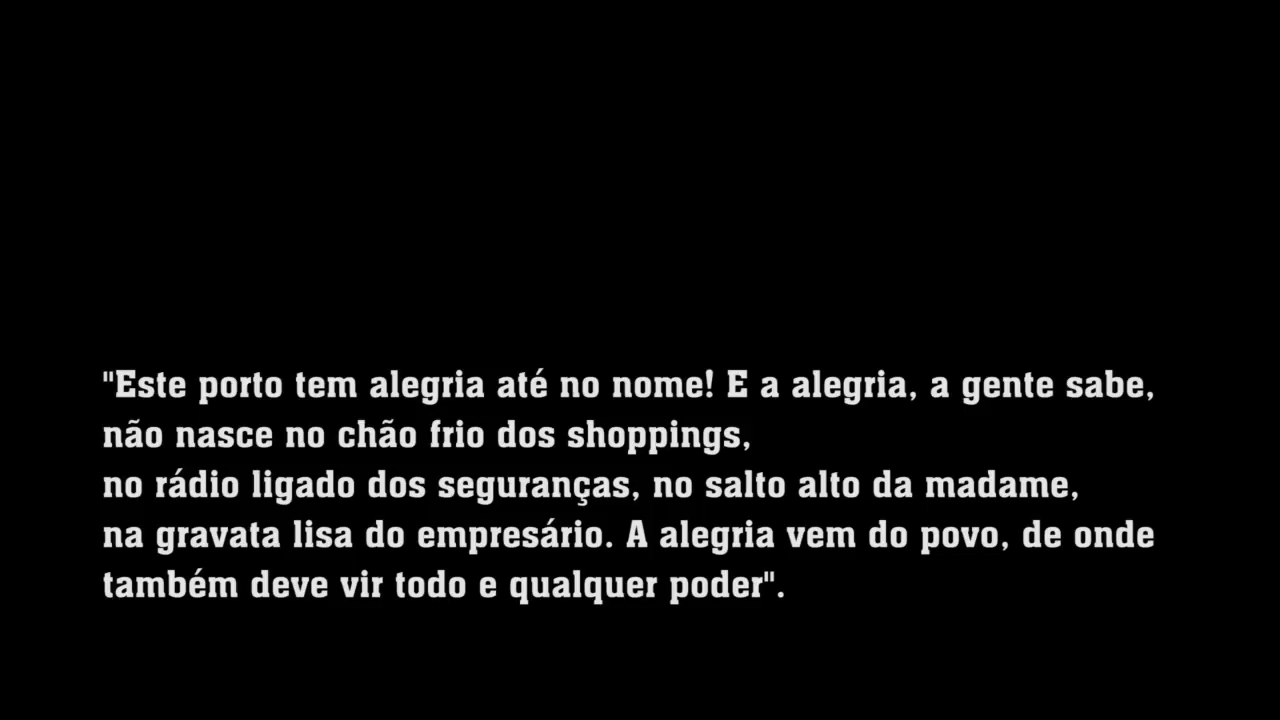 "Este porto tem alegria até no nome! E a alegria, a gente sabe,
não nasce no chão frio dos shoppings,
no rádio ligado dos seguranças, no salto alto da madame,
na gravata lisa do empresário. A alegria vem do povo, de onde
também deve vir todo e qualquer poder".